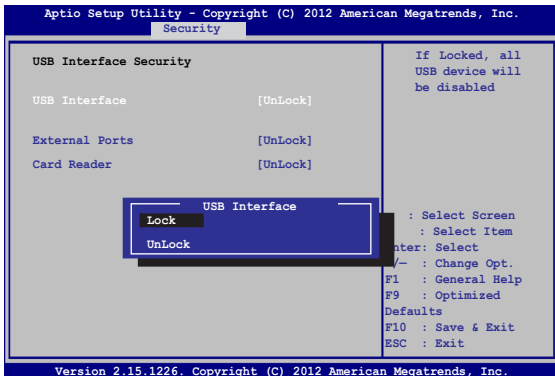 Aptio Setup Utility - Copyright (C) 2012 American Megatrends, Inc.
Security
USB Interface Security
USB Interface [UnLock]
External Ports [UnLock]
Card Reader [UnLock]
If Locked, all
USB device will
be disabled
USB Interface
Lock
UnLock
: Select Screen
: Select Item
nter: Select
/— : Change Opt.
F1 : General Help
F9 : Optimized
Defaults
F10 : Save & Exit
ESC : Exit
Version 2.15.1226. Copyright (C) 2012 American Megatrends, Inc.